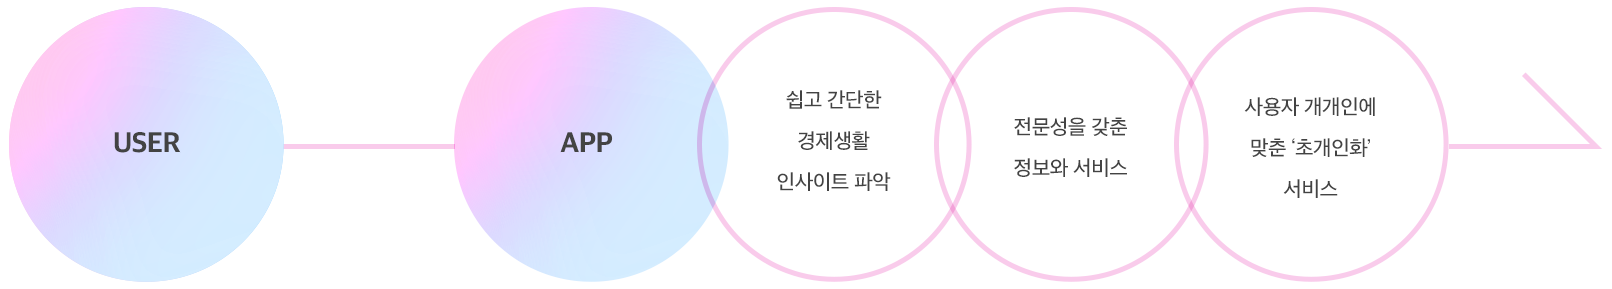 USER
APP
쉽고 간단한
경제생활
인사이트 파악
전문성을 갖춘
정보와 서비스
사용자 개개인에
맞춘 ‘초개인화’
서비스